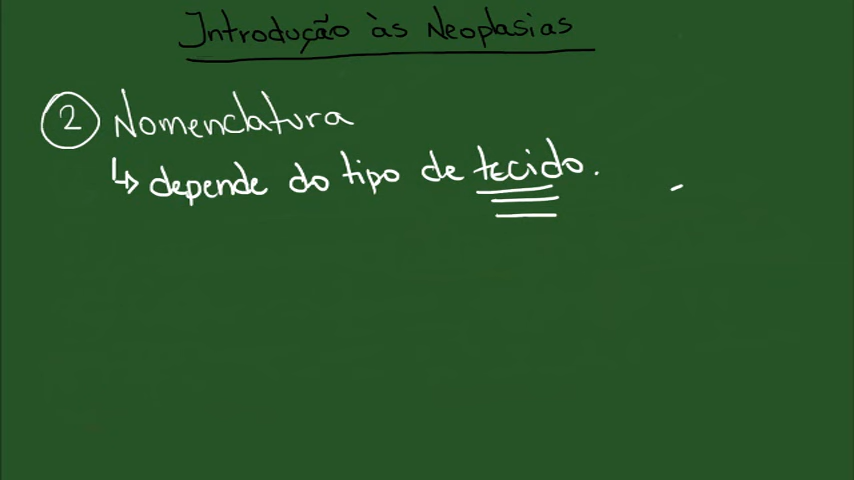 Introdução às Neoplasias
2 Nomenclatura
↳ depende do tipo de tecido.